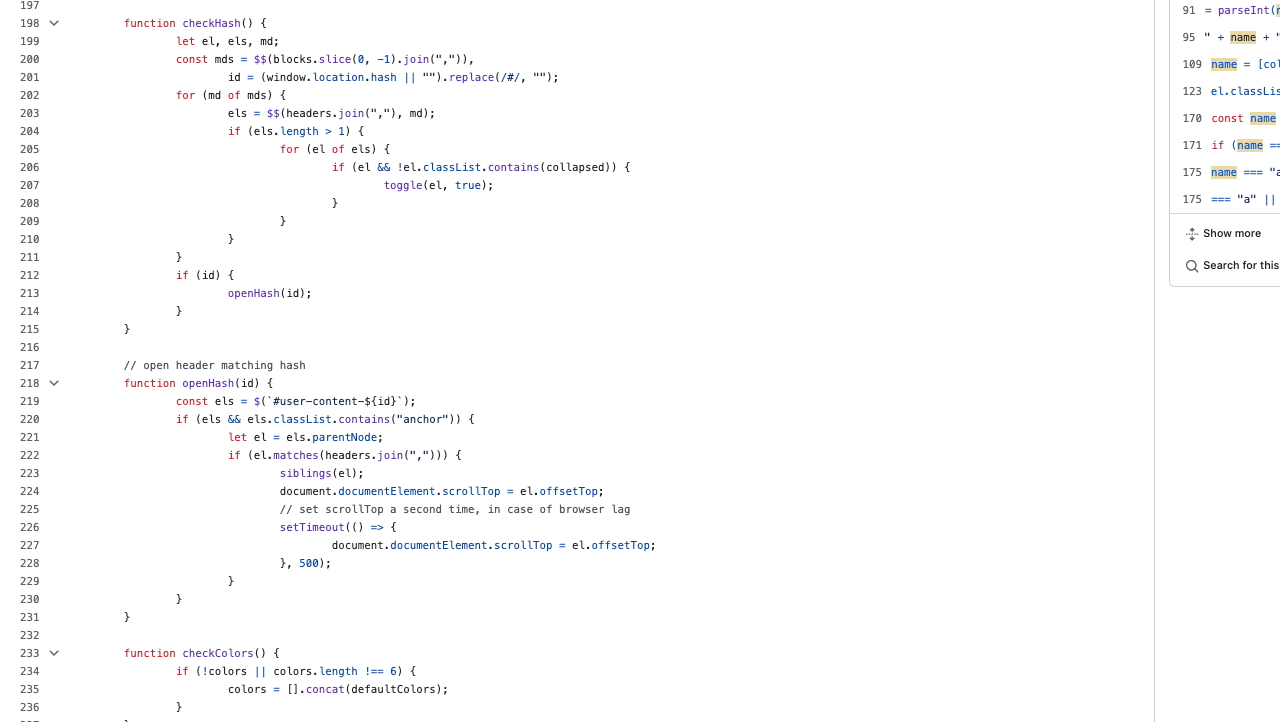 197
198 function checkHash() {
199 let el, els, md;
200 const mds = $$(blocks.slice(0, -1).join(",")),
201 id = (window.location.hash || "").replace(/#/, "");
202 for (md of mds) {
203 els = $$(headers.join(","), md);
204 if (els.length > 1) {
205 for (el of els) {
206 if (el && !el.classList.contains(collapsed)) {
207 toggle(el, true);
208 }
209 }
210 }
211 }
212 if (id) {
213 openHash(id);
214 }
215 }
216
217 // open header matching hash
218 function openHash(id) {
219 const els = $(`#user-content-${id}`);
220 if (els && els.classList.contains("anchor")) {
221 let el = els.parentNode;
222 if (el.matches(headers.join(","))) {
223 siblings(el);
224 document.documentElement.scrollTop = el.offsetTop;
225 // set scrollTop a second time, in case of browser lag
226 setTimeout(() => {
227 document.documentElement.scrollTop = el.offsetTop;
228 }, 500);
229 }
230 }
231 }
232
233 function checkColors() {
234 if (!colors || colors.length !== 6) {
235 colors = [].concat(defaultColors);
236 }
91 = parseInt(
95 " + name + "
109 name = [col
123 el.classLis
170 const name
171 if (name ==
175 name === "a
175 === "a" ||
Show more
Search for this